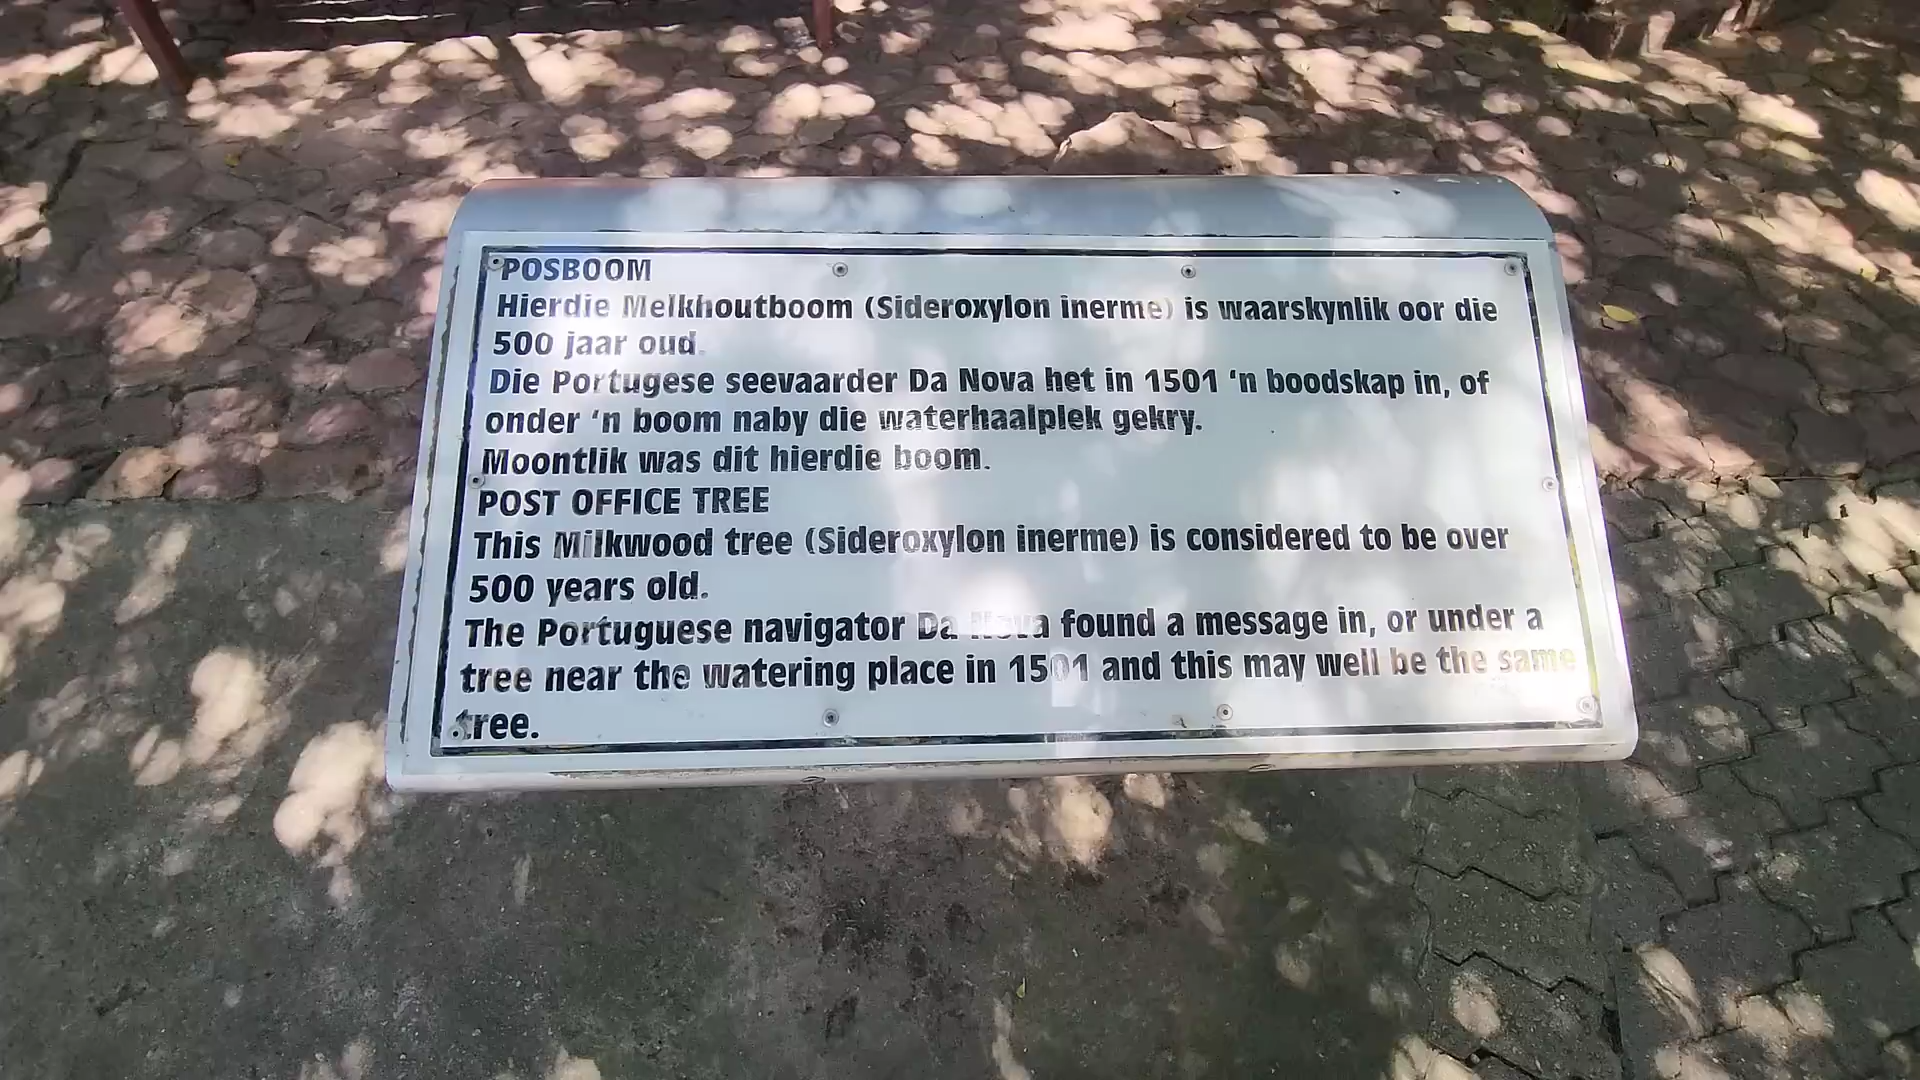 POSBOOM
Hierdie Melkhoutboom (Sideroxylon inerme) is waarskynlik oor die
500 jaar oud.
Die Portugese seevaarder Da Nova het in 1501 ‘n boodskap in, of
onder ‘n boom naby die waterhaalplek gekry.
Moontlik was dit hierdie boom.
POST OFFICE TREE
This Milkwood tree (Sideroxylon inerme) is considered to be over
500 years old.
The Portuguese navigator Da Nova found a message in, or under a
tree near the watering place in 1501 and this may well be the same
tree.